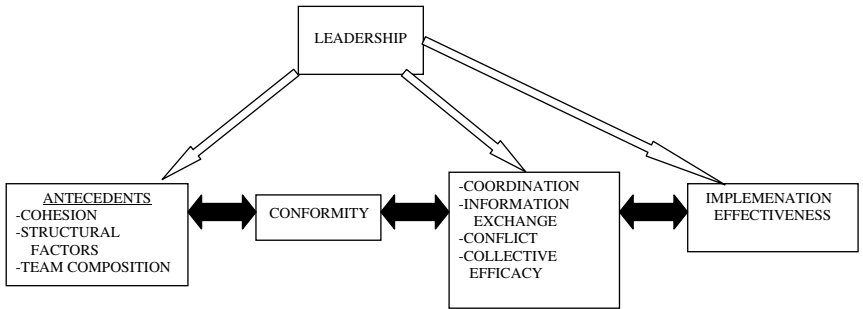 LEADERSHIP
ANTECEDENTS
-COHESION
-STRUCTURAL
FACTORS
-TEAM COMPOSITION
CONFORMITY
-COORDINATION
-INFORMATION
EXCHANGE
-CONFLICT
-COLLECTIVE
EFFICACY
IMPLEMENATION
EFFECTIVENESS